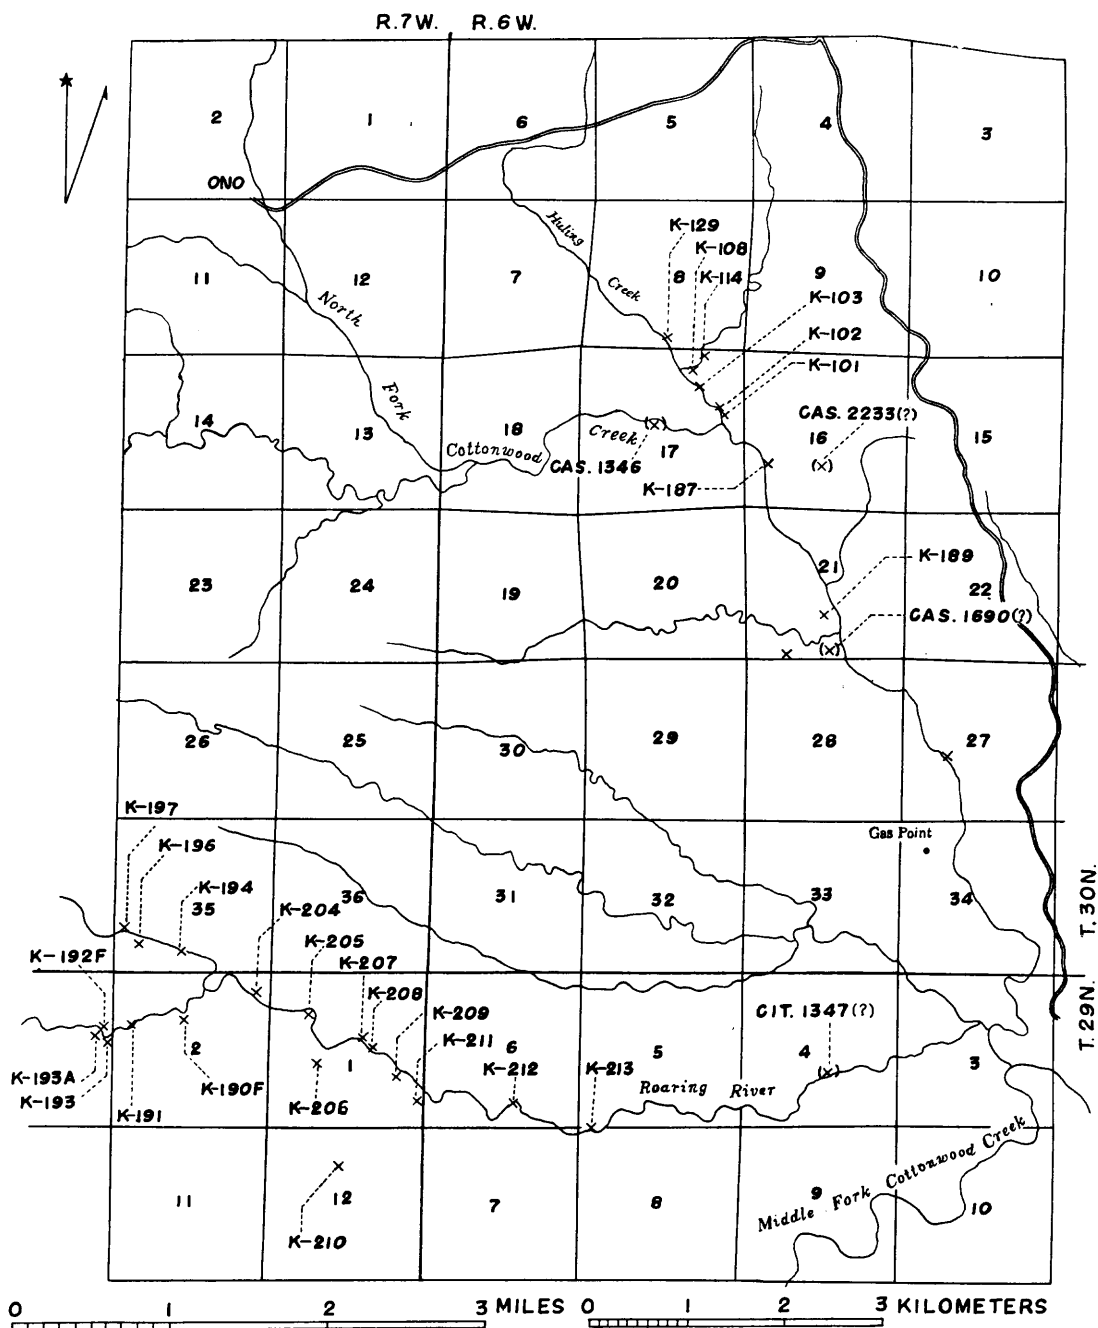 R.7W. R.6W.
2 1 6 5 4 3
ONO
Huling
Creek
K-129
K-108
K-114
11 12 7 8 9 10
K-103
North
Fork
K-102
K-101
CAS. 2233(?)
14 13 18 17 16 15
Cottonwood
Creek
CAS. 1346
K-187
K-189
23 24 19 20 21 22
CAS. 1690(?)
26 25 30 29 28 27
K-197
Gas Point
K-196
K-194
35 36 31 32 33 34
T.30N.
K-204
K-205
K-192F
K-207
K-208
K-209
CIT. 1347(?)
T.29N.
K-211
2 1 6 5 4 3
K-212
K-213
K-193A
K-190F
Roaring River
K-193
K-191
K-206
Middle Fork Cottonwood Creek
11 12 7 8 9 10
K-210
0 1 2 3 MILES 0 1 2 3 KILOMETERS